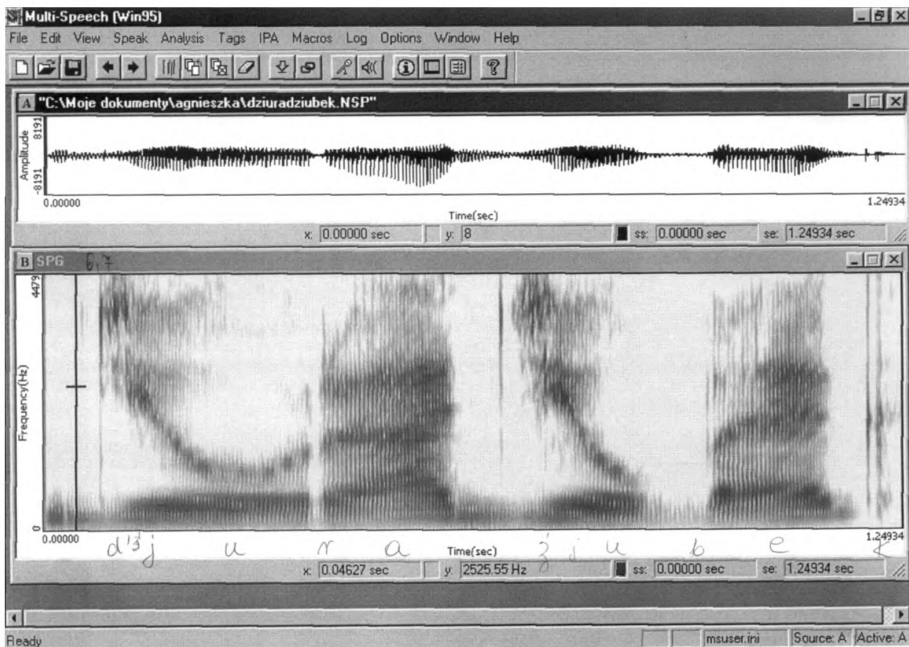 Multi-Speech (Win95)
File Edit View Speak Analysis Tags IPA Macros Log Options Window Help
A "C:\Moje dokumenty\agnieszka\dziuradziubek.NSP"
Amplitude
8191
-8191
0.00000
1.24934
Time(sec)
x: 0.00000 sec y: 8 ss: 0.00000 sec se: 1.24934 sec
B SPG 6,7
4479
Frequency(Hz)
0
0.00000
1.24934
j u r a ź j u b e k
Time(sec)
x: 0.04627 sec y: 2525.55 Hz ss: 0.00000 sec se: 1.24934 sec
Ready msuser.ini Source: A Active: A